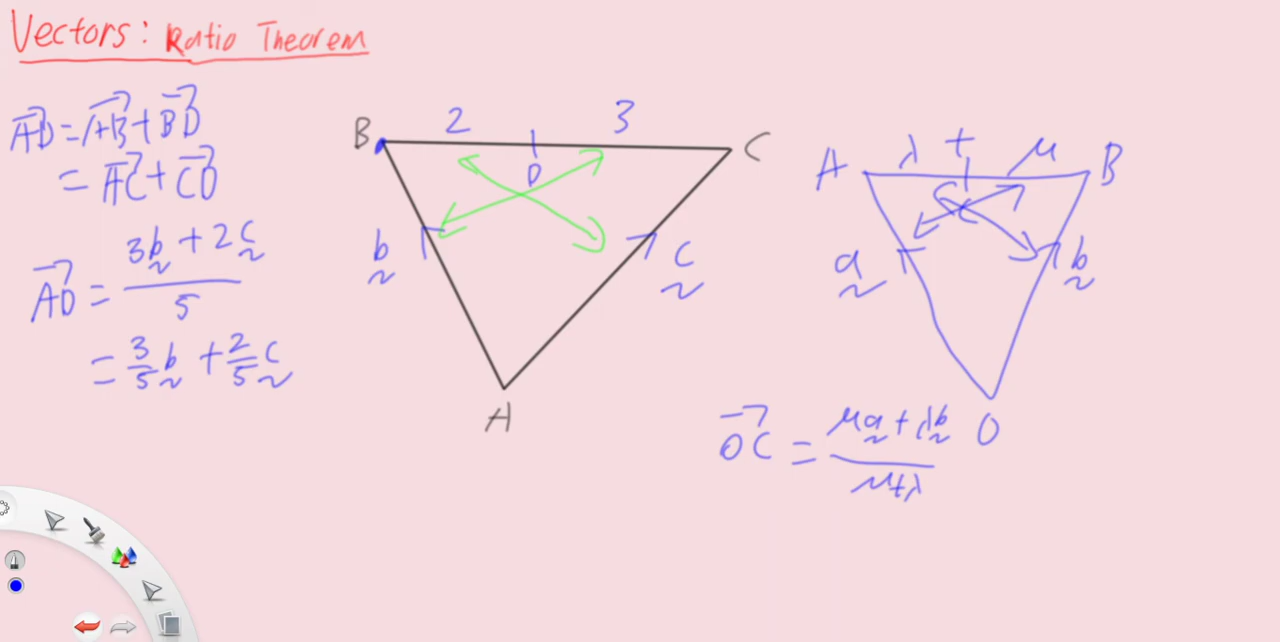 Vectors: Ratio Theorem
AD = AB + BD
= AC + CD
AD = 3b + 2c
5
= 3/5 b + 2/5 c
B 2 3 C
D
b c
A
A λ μ B
C
a b
O
OC = μa + λb
μ+λ